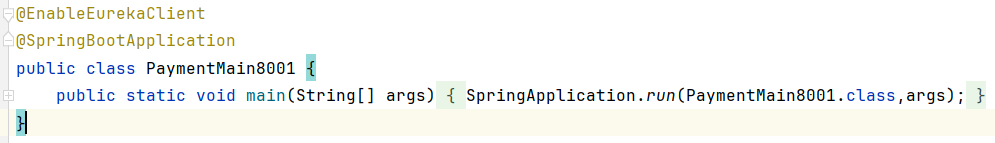 @EnableEurekaClient
@SpringBootApplication
public class PaymentMain8001 {
    public static void main(String[] args) { SpringApplication.run(PaymentMain8001.class,args); }
}